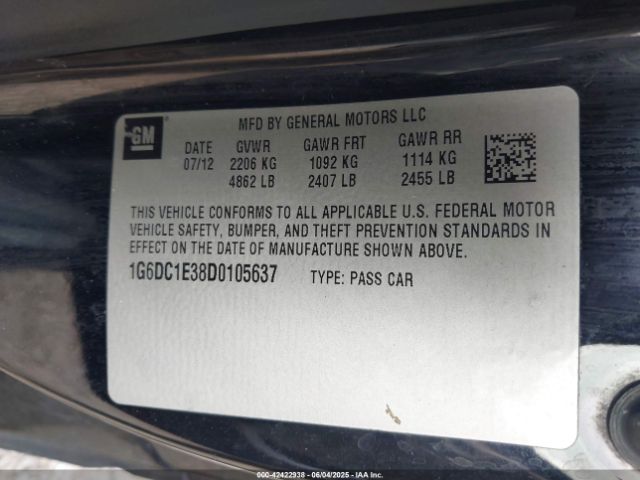 GM
MFD BY GENERAL MOTORS LLC
DATE GVWR GAWR FRT GAWR RR
07/12 2206 KG 1092 KG 1114 KG
4862 LB 2407 LB 2455 LB
THIS VEHICLE CONFORMS TO ALL APPLICABLE U.S. FEDERAL MOTOR
VEHICLE SAFETY, BUMPER, AND THEFT PREVENTION STANDARDS IN
EFFECT ON THE DATE OF MANUFACTURE SHOWN ABOVE.
1G6DC1E38D0105637 TYPE: PASS CAR
000-42422938 - 06/04/2025 - IAA, LLC. ™